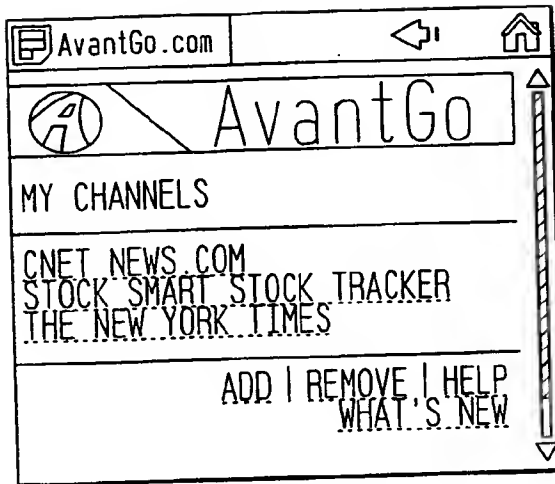 AvantGo.com
AvantGo
MY CHANNELS
CNET NEWS.COM
STOCK SMART STOCK TRACKER
THE NEW YORK TIMES
ADD | REMOVE | HELP
WHAT'S NEW